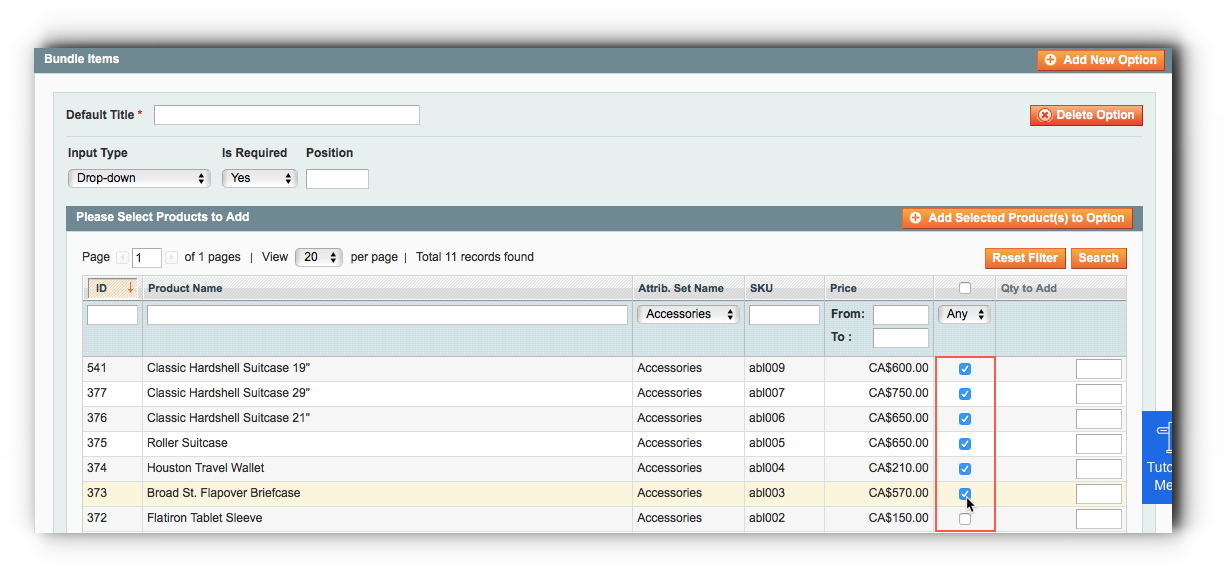 Bundle Items
Add New Option
Default Title *
Delete Option
Input Type Is Required Position
Drop-down Yes
Please Select Products to Add
Add Selected Product(s) to Option
Page 1 of 1 pages | View 20 per page | Total 11 records found
Reset Filter Search
ID Product Name Attrib. Set Name SKU Price Qty to Add
Accessories From: Any
To :
541 Classic Hardshell Suitcase 19" Accessories abl009 CA$600.00
377 Classic Hardshell Suitcase 29" Accessories abl007 CA$750.00
376 Classic Hardshell Suitcase 21" Accessories abl006 CA$650.00
375 Roller Suitcase Accessories abl005 CA$650.00
374 Houston Travel Wallet Accessories abl004 CA$210.00
373 Broad St. Flapover Briefcase Accessories abl003 CA$570.00
372 Flatiron Tablet Sleeve Accessories abl002 CA$150.00